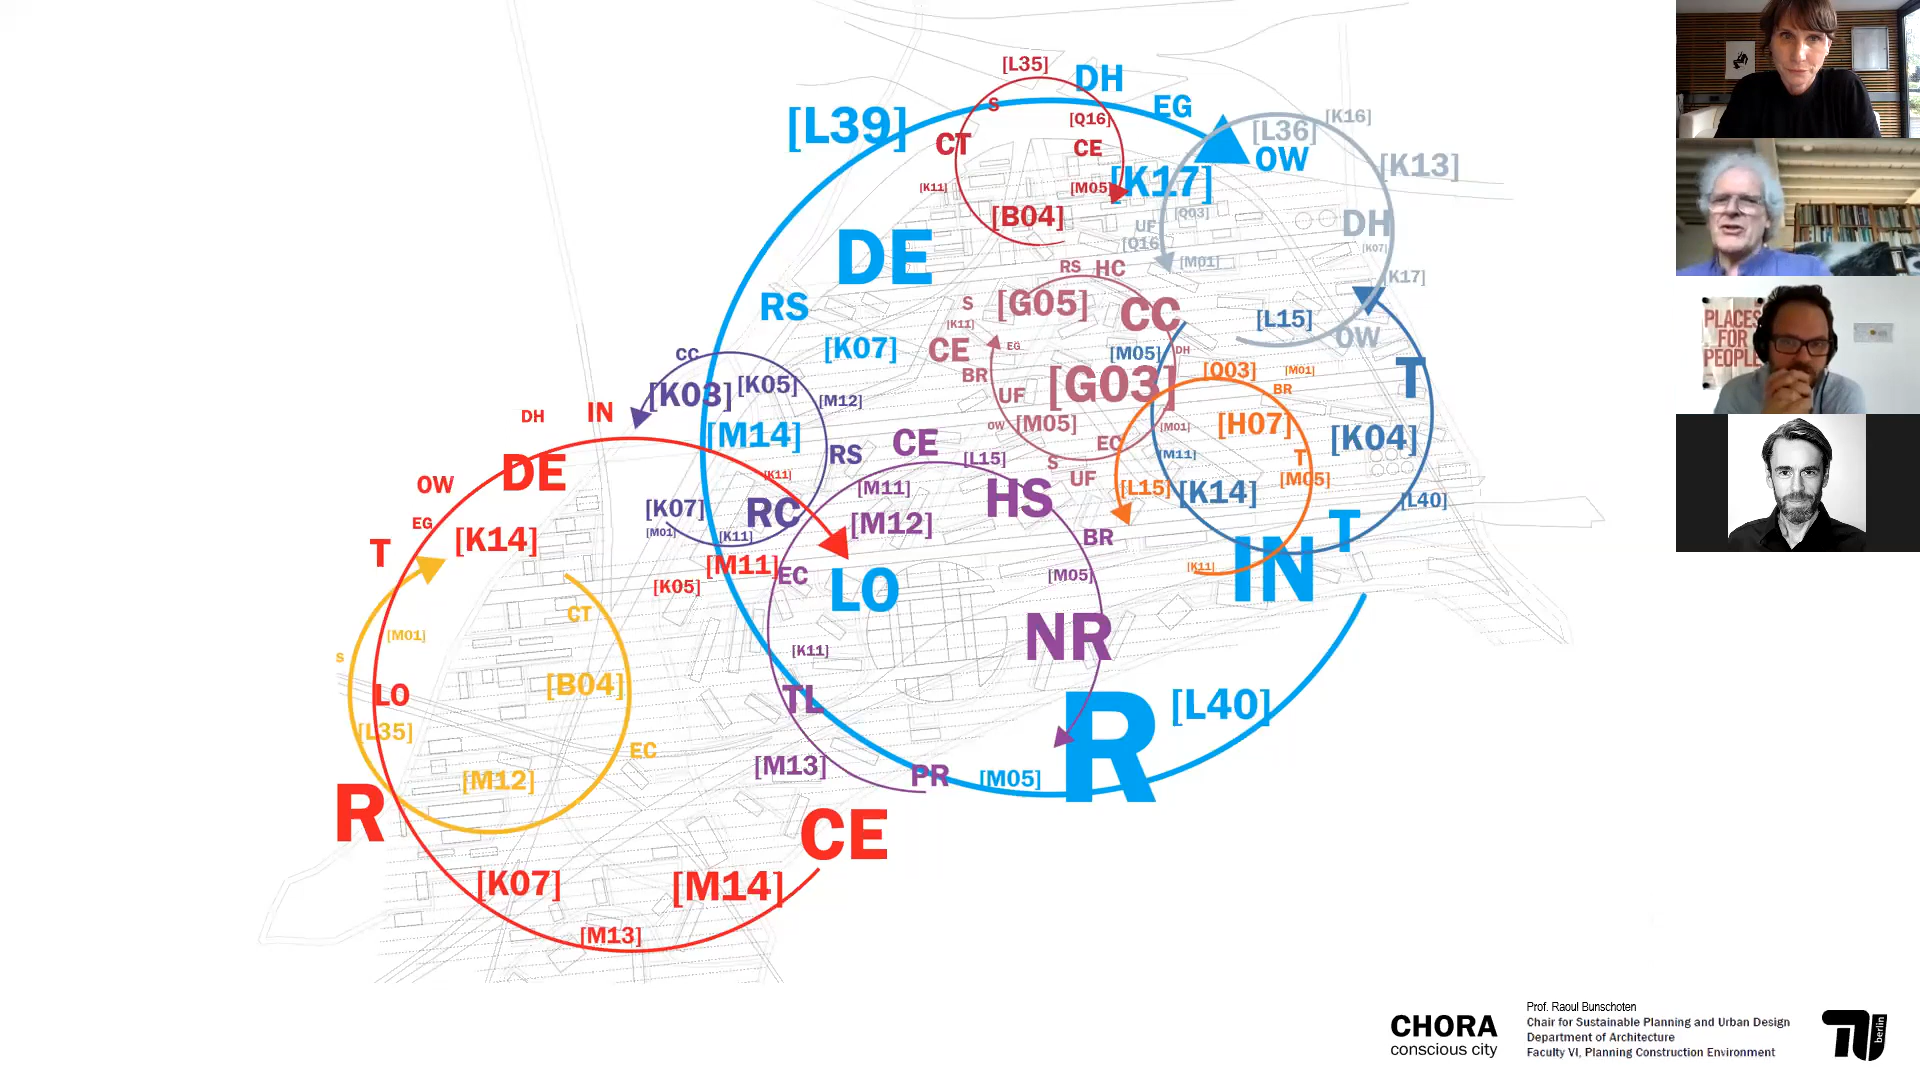 [L35]
DH
S
EG
[L39]
[Q16]
[K16]
[L36]
CT
CE
OW
[K13]
[K11]
[M05]
[K17]
[B04]
[Q03]
DH
UF
[Q16]
[K07]
DE
[M01]
RS
HC
[K17]
S
[G05]
CC
RS
[K11]
[L15]
OW
[K07]
CE
EG
[M05]
DH
CC
BR
[G03]
[O03]
[M01]
T
[K03]
[K05]
UF
BR
[M12]
DH
IN
OW
[M05]
[M01]
[H07]
[M14]
CE
EC
[K04]
RS
[L15]
S
[M11]
T
DE
[K11]
UF
[M05]
OW
[M11]
HS
[L15]
[K14]
[L40]
[K07]
RC
EG
[M12]
[M01]
[K11]
BR
T
[K14]
T
[M11]
[K11]
IN
[K05]
EC
LO
[M05]
CT
[M01]
NR
S
[K11]
[B04]
LO
TL
[L40]
[L35]
R
EC
[M13]
PR
[M05]
[M12]
R
CE
[K07]
[M14]
[M13]
PLACES
FOR
PEOPLE
CHORA
conscious city
Prof. Raoul Bunschoten
Chair for Sustainable Planning and Urban Design
Department of Architecture
Faculty VI, Planning Construction Environment
berlin